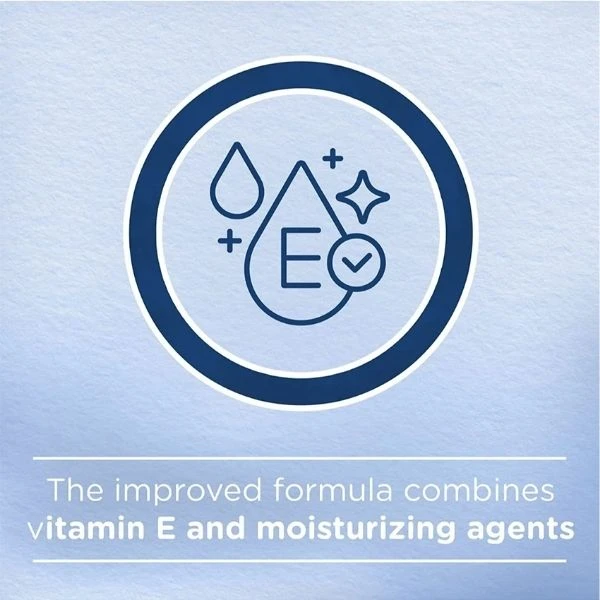 E
The improved formula combines
vitamin E and moisturizing agents